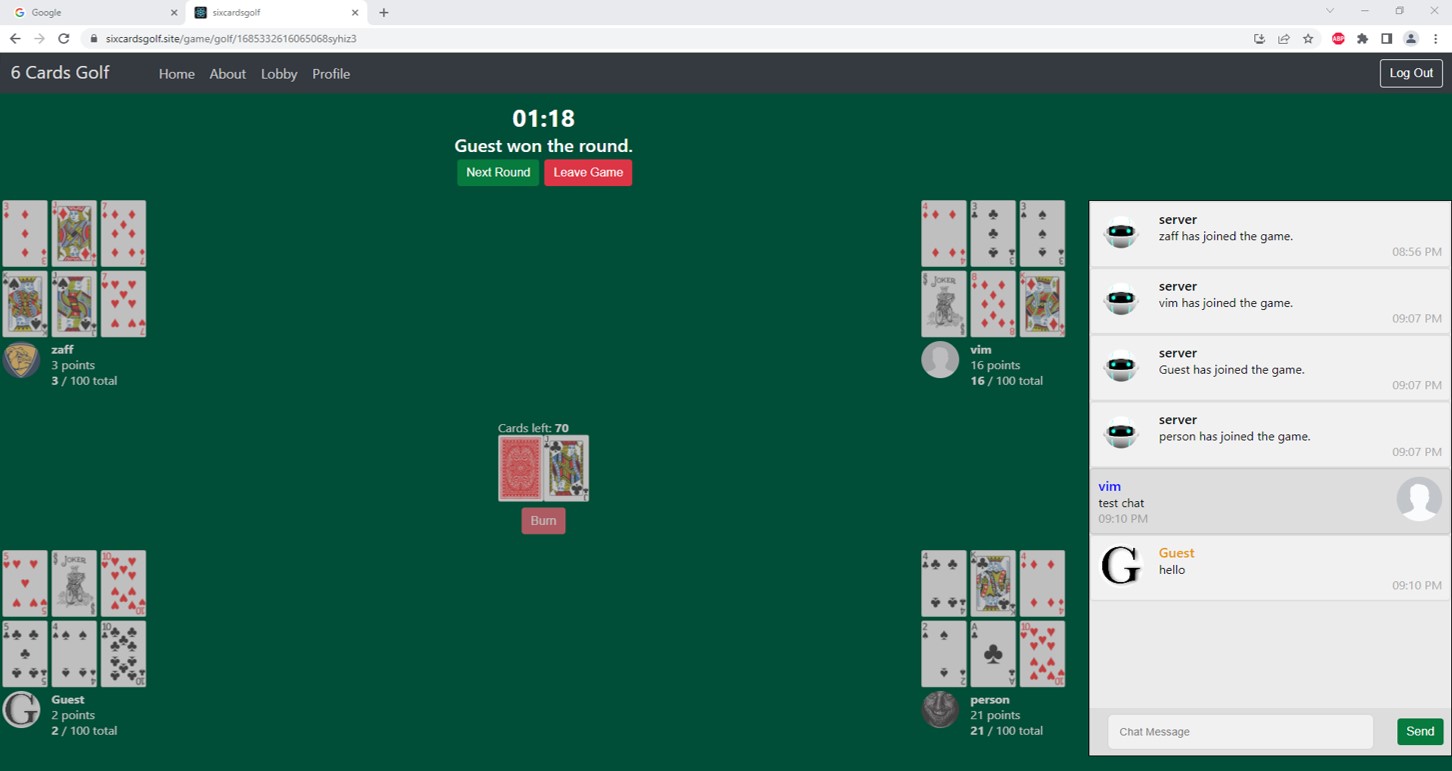 Google
sixcardsgolf
sixcardsgolf.site/game/golf/1685332616065068syhiz3
ABP
6 Cards Golf
Home
About
Lobby
Profile
Log Out
01:18
Guest won the round.
Next Round
Leave Game
zaff
3 points
3 / 100 total
vim
16 points
16 / 100 total
Cards left: 70
Burn
JOKER
JOKER
Guest
2 points
2 / 100 total
person
21 points
21 / 100 total
server
zaff has joined the game.
08:56 PM
server
vim has joined the game.
09:07 PM
server
Guest has joined the game.
09:07 PM
server
person has joined the game.
09:07 PM
vim
test chat
09:10 PM
G
Guest
hello
09:10 PM
Chat Message
Send